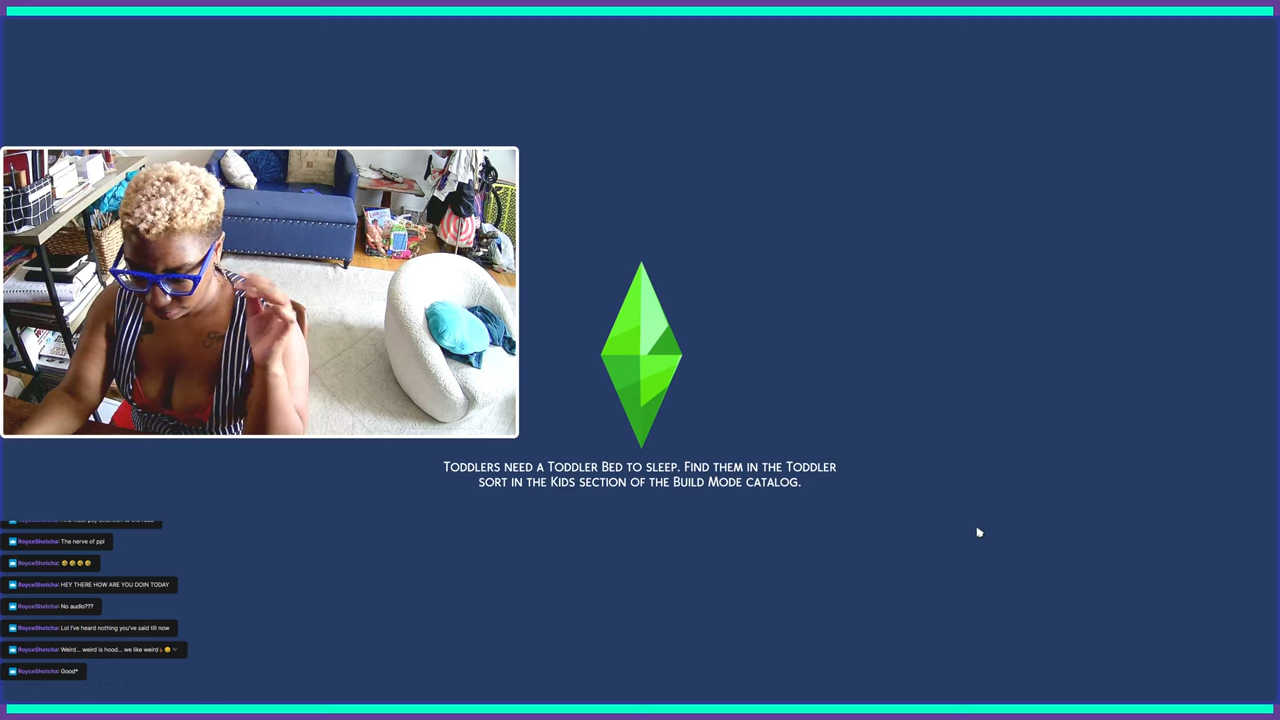 TODDLERS NEED A TODDLER BED TO SLEEP. FIND THEM IN THE TODDLER
SORT IN THE KIDS SECTION OF THE BUILD MODE CATALOG.
RoyceShotcha: The nerve of ppl
RoyceShotcha: 🤣🤣🤣🤣
RoyceShotcha: HEY THERE HOW ARE YOU DOIN TODAY
RoyceShotcha: No audio???
RoyceShotcha: Lol I've heard nothing you've said till now
RoyceShotcha: Weird... weird is hood... we like weird
RoyceShotcha: Good*